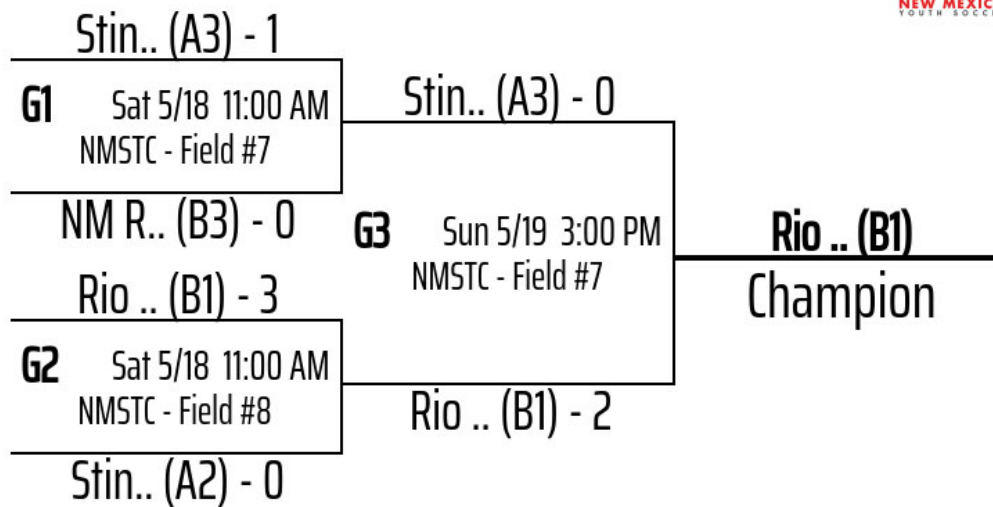 NEW MEXIC
YOUTH SOCCE
Stin.. (A3) - 1
G1 Sat 5/18 11:00 AM
NMSTC - Field #7
NM R.. (B3) - 0
Rio .. (B1) - 3
G2 Sat 5/18 11:00 AM
NMSTC - Field #8
Stin.. (A2) - 0
Stin.. (A3) - 0
G3 Sun 5/19 3:00 PM
NMSTC - Field #7
Rio .. (B1) - 2
Rio .. (B1)
Champion